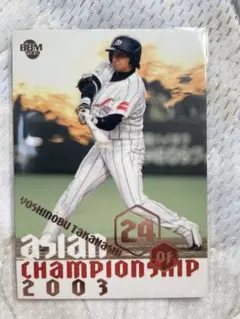 BBM
YOSHINOBU TAKAHASHI
24
OF
asian
CHAMPIONSHIP
2003